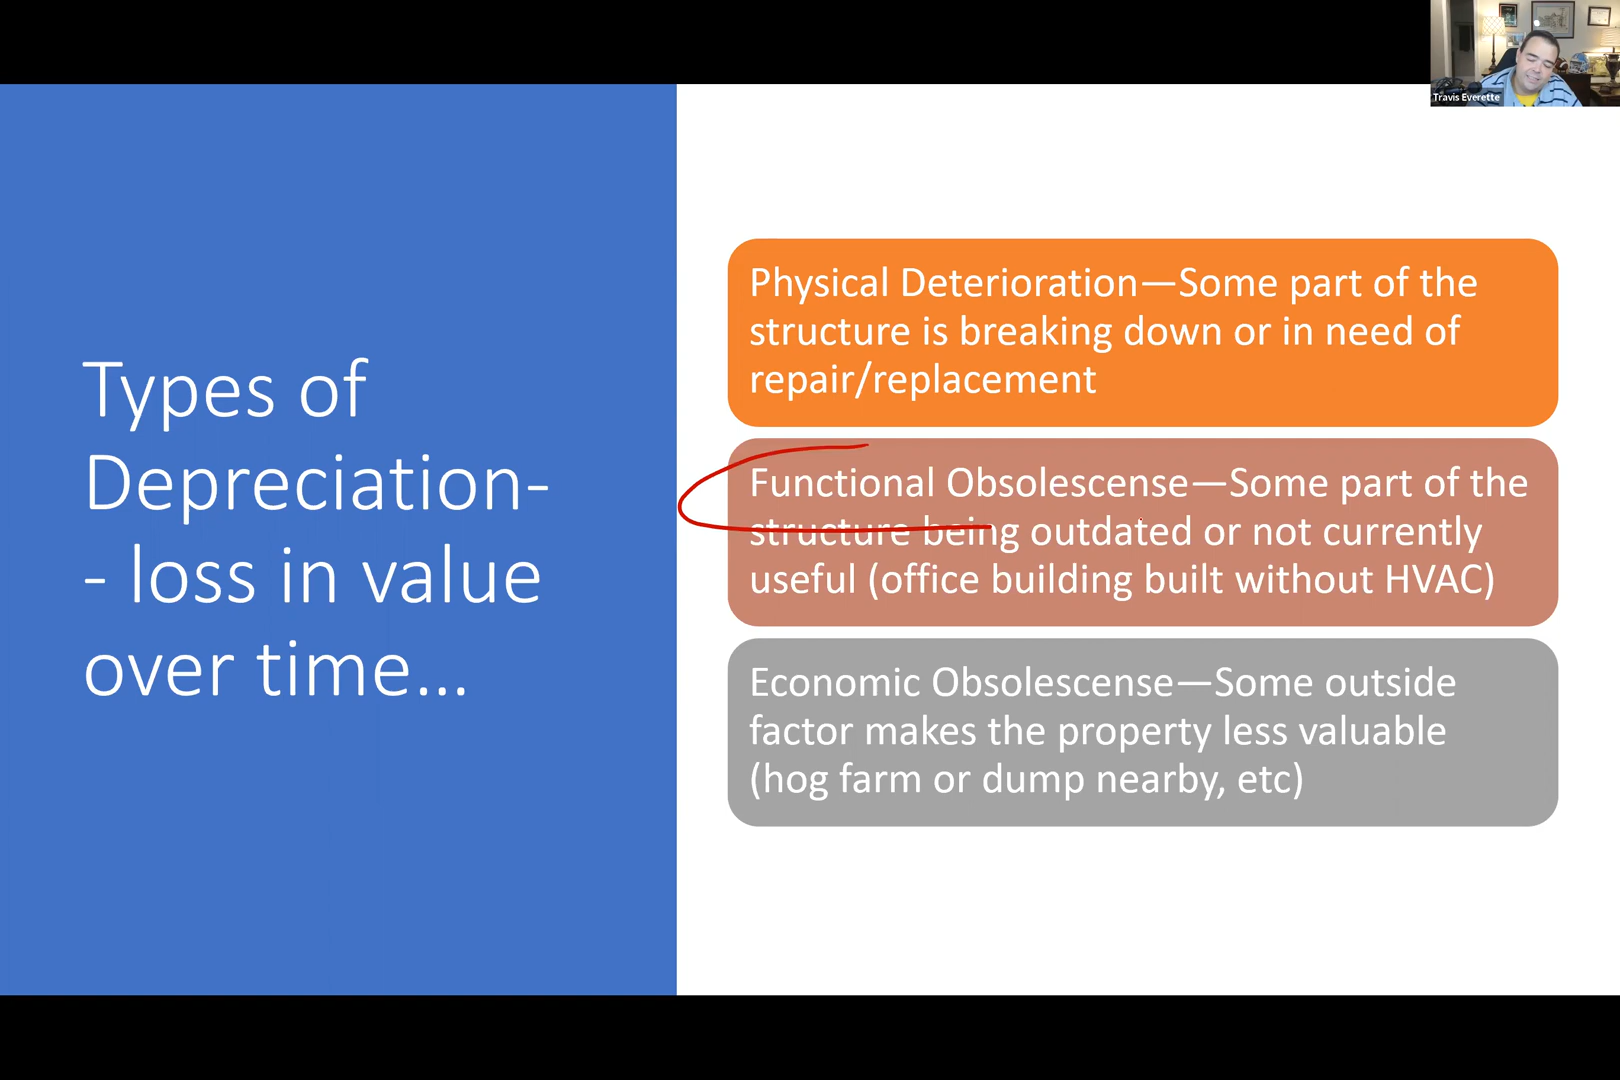 Travis Everette
Types of
Depreciation-
- loss in value
over time...
Physical Deterioration—Some part of the
structure is breaking down or in need of
repair/replacement
Functional Obsolescense—Some part of the
structure being outdated or not currently
useful (office building built without HVAC)
Economic Obsolescense—Some outside
factor makes the property less valuable
(hog farm or dump nearby, etc)